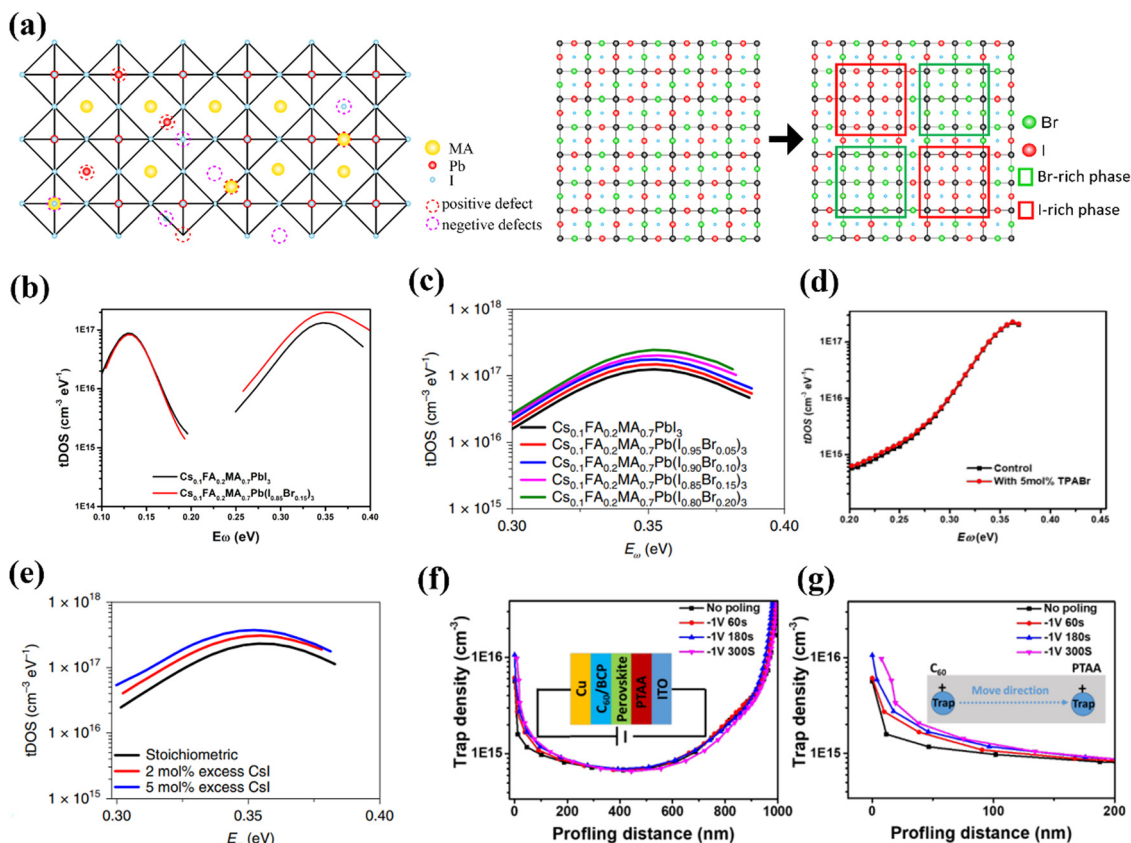 (a)
MA
Pb
I
positive defect
negetive defects
Br
I
Br-rich phase
I-rich phase
(b)
tDOS (cm⁻³ eV⁻¹)
1E17
1E16
1E15
1E14
Cs₀.₁FA₀.₂MA₀.₇PbI₃
Cs₀.₁FA₀.₂MA₀.₇Pb(I₀.₈₅Br₀.₁₅)₃
0.10 0.15 0.20 0.25 0.30 0.35 0.40
Eω (eV)
(c)
tDOS (cm⁻³ eV⁻¹)
1 × 10¹⁸
1 × 10¹⁷
1 × 10¹⁶
1 × 10¹⁵
Cs₀.₁FA₀.₂MA₀.₇PbI₃
Cs₀.₁FA₀.₂MA₀.₇Pb(I₀.₉₅Br₀.₀₅)₃
Cs₀.₁FA₀.₂MA₀.₇Pb(I₀.₉₀Br₀.₁₀)₃
Cs₀.₁FA₀.₂MA₀.₇Pb(I₀.₈₅Br₀.₁₅)₃
Cs₀.₁FA₀.₂MA₀.₇Pb(I₀.₈₀Br₀.₂₀)₃
0.30 0.35 0.40
Eω (eV)
(d)
tDOS (cm⁻³ eV⁻¹)
1E17
1E16
1E15
Control
With 5mol% TPABr
0.20 0.25 0.30 0.35 0.40 0.45
Eω (eV)
(e)
tDOS (cm⁻³ eV⁻¹)
1 × 10¹⁸
1 × 10¹⁷
1 × 10¹⁶
1 × 10¹⁵
Stoichiometric
2 mol% excess CsI
5 mol% excess CsI
0.30 0.35 0.40
E (eV)
(f)
Trap density (cm⁻³)
1E16
1E15
No poling
-1V 60s
-1V 180s
-1V 300S
Cu
C₆₀/BCP
Perovskite
PTAA
ITO
0 200 400 600 800 1000
Profling distance (nm)
(g)
Trap density (cm⁻³)
1E16
1E15
No poling
-1V 60s
-1V 180s
-1V 300S
C₆₀ PTAA
+ +
Trap Move direction Trap
0 100 200
Profling distance (nm)